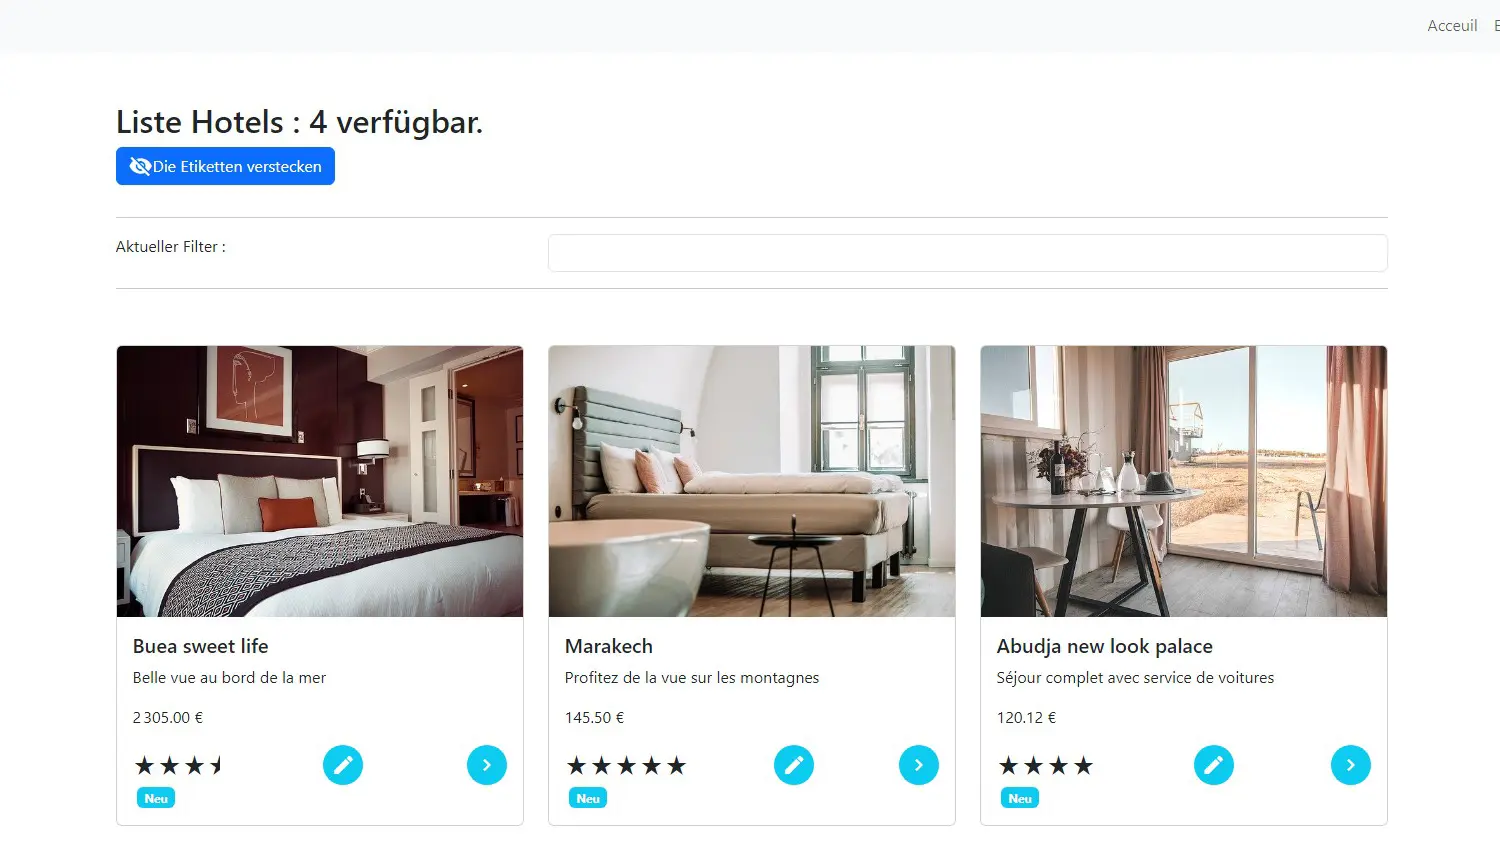 Acceuil
Liste Hotels : 4 verfügbar.
Die Etiketten verstecken
Aktueller Filter :
Buea sweet life
Belle vue au bord de la mer
2 305.00 €
Neu
Marakech
Profitez de la vue sur les montagnes
145.50 €
Neu
Abudja new look palace
Séjour complet avec service de voitures
120.12 €
Neu